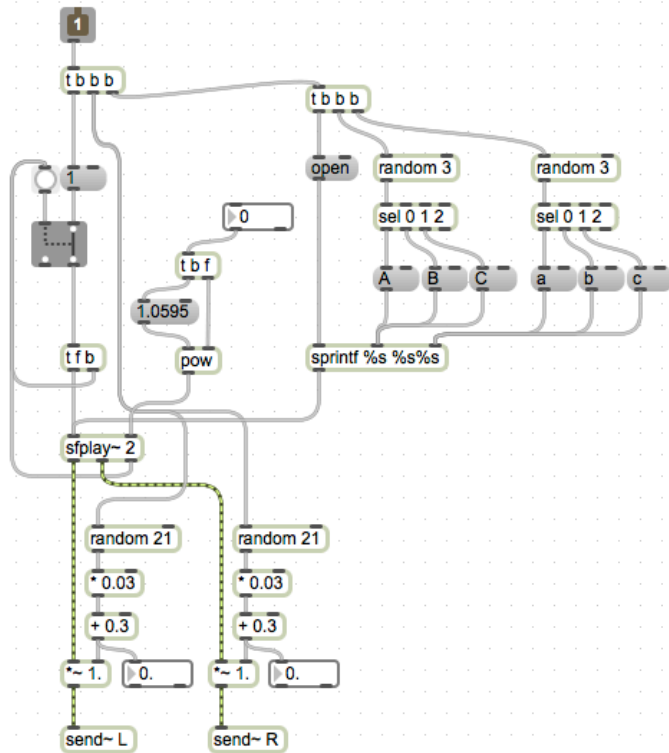 1
t b b b
t b b b
1
open
random 3
random 3
0
sel 0 1 2
sel 0 1 2
t b f
A
B
C
a
b
c
1.0595
t f b
pow
sprintf %s %s%s
sfplay~ 2
random 21
random 21
* 0.03
* 0.03
+ 0.3
+ 0.3
*~ 1.
0.
*~ 1.
0.
send~ L
send~ R